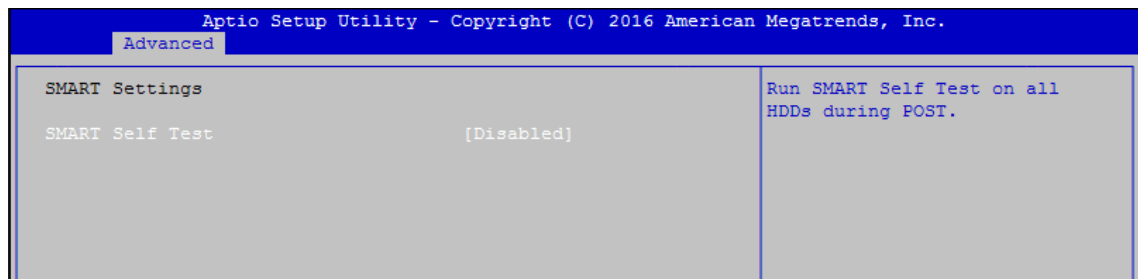 Aptio Setup Utility - Copyright (C) 2016 American Megatrends, Inc.
Advanced
SMART Settings
SMART Self Test [Disabled]
Run SMART Self Test on all
HDDs during POST.